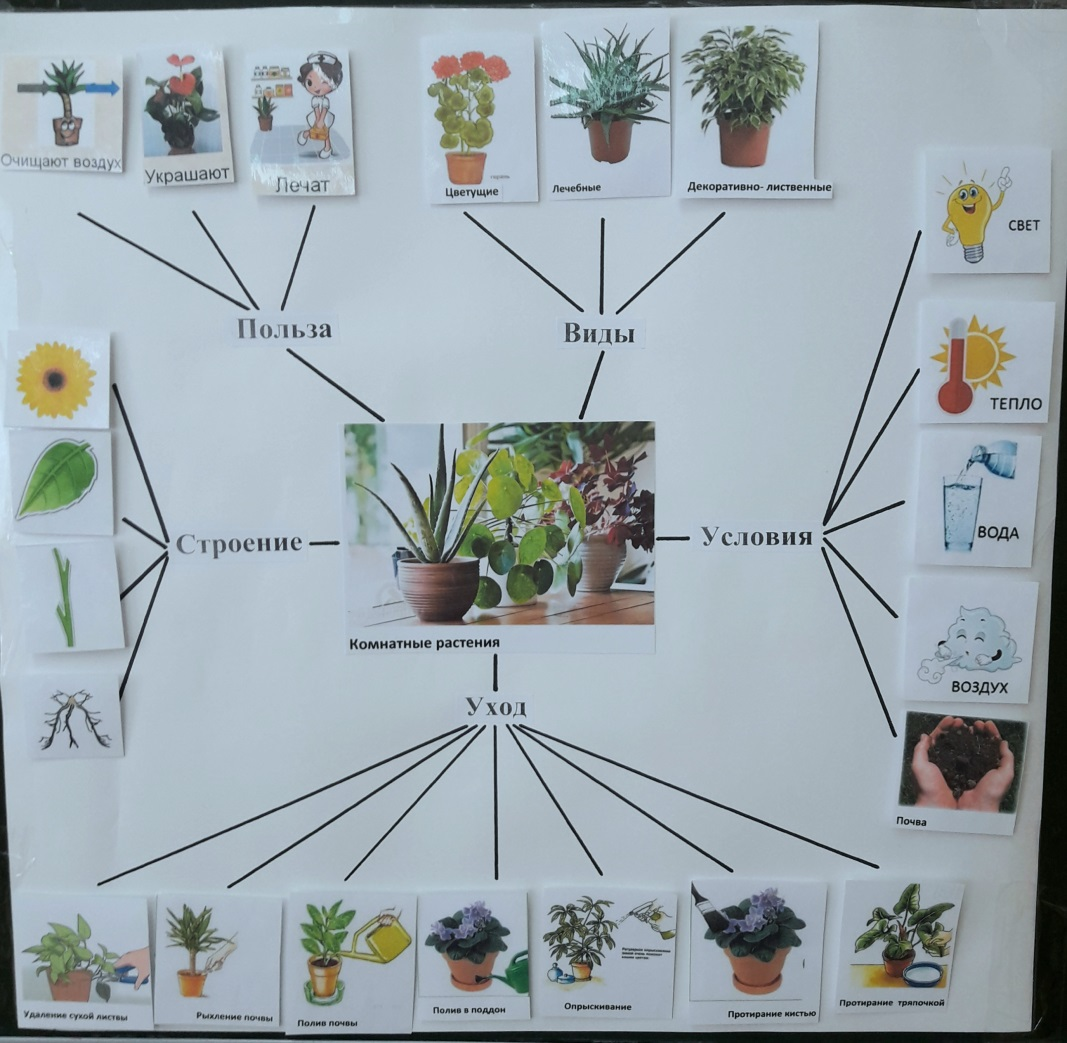 Очищают воздух
Украшают
Лечат
Цветущие
Лечебные
Декоративно- лиственные
СВЕТ
Польза
Виды
ТЕПЛО
Строение
Условия
ВОДА
Комнатные растения
ВОЗДУХ
Уход
Почва
Удаление сухой листвы
Рыхление почвы
Полив почвы
Полив в поддон
Опрыскивание
Протирание кистью
Протирание тряпочкой